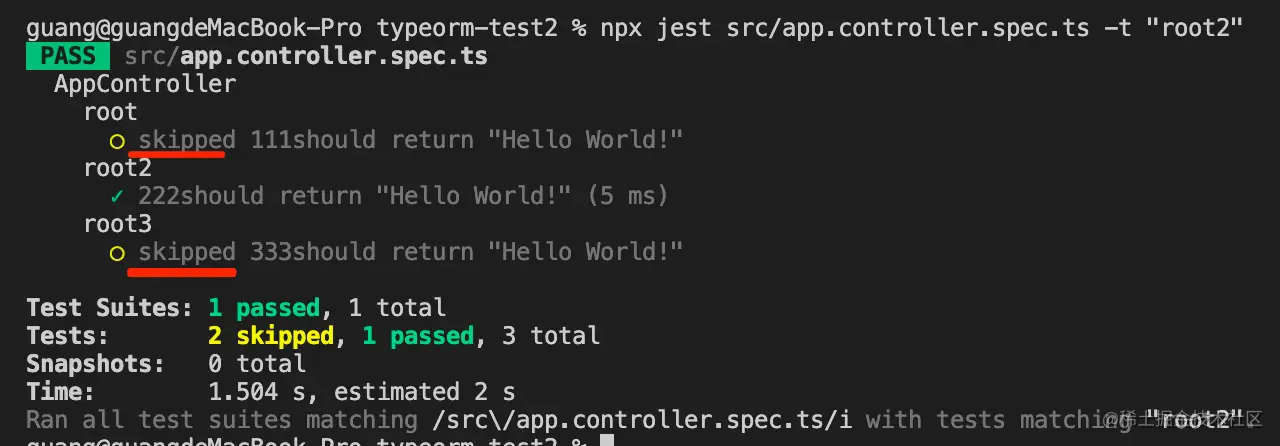 guang@guangdeMacBook-Pro typeorm-test2 % npx jest src/app.controller.spec.ts -t "root2"
PASS src/app.controller.spec.ts
AppController
root
○ skipped 111should return "Hello World!"
root2
✓ 222should return "Hello World!" (5 ms)
root3
○ skipped 333should return "Hello World!"
Test Suites: 1 passed, 1 total
Tests: 2 skipped, 1 passed, 3 total
Snapshots: 0 total
Time: 1.504 s, estimated 2 s
Ran all test suites matching /src\/app.controller.spec.ts/i with tests matching "root2"
@稀土掘金技术社区
guang@guangdeMacBook-Pro typeorm-test2 %